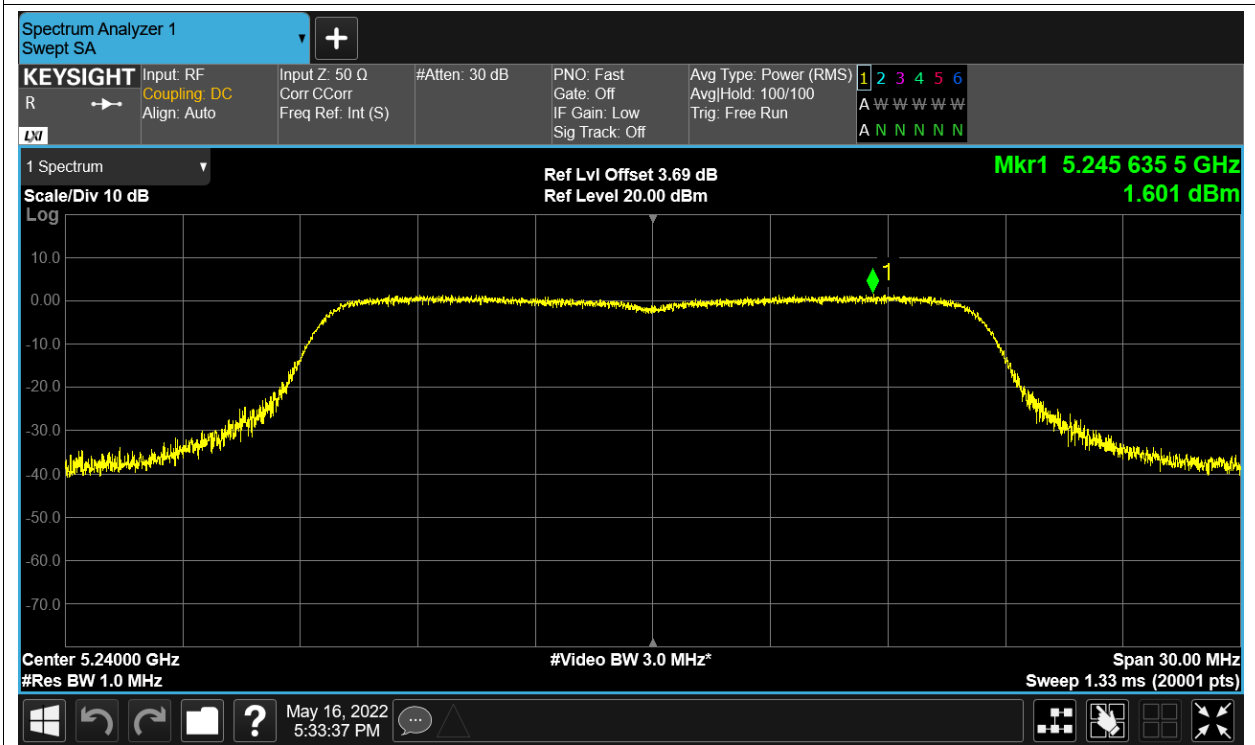 Spectrum Analyzer 1
Swept SA
KEYSIGHT
R
LXI
Input: RF
Coupling: DC
Align: Auto
Input Z: 50 Ω
Corr CCorr
Freq Ref: Int (S)
#Atten: 30 dB
PNO: Fast
Gate: Off
IF Gain: Low
Sig Track: Off
Avg Type: Power (RMS)
Avg|Hold: 100/100
Trig: Free Run
1 2 3 4 5 6
A W W W W W
A N N N N N
1 Spectrum
Scale/Div 10 dB
Log
Ref Lvl Offset 3.69 dB
Ref Level 20.00 dBm
Mkr1 5.245 635 5 GHz
1.601 dBm
10.0
0.00
-10.0
-20.0
-30.0
-40.0
-50.0
-60.0
-70.0
1
Center 5.24000 GHz
#Res BW 1.0 MHz
#Video BW 3.0 MHz*
Span 30.00 MHz
Sweep 1.33 ms (20001 pts)
?
May 16, 2022
5:33:37 PM